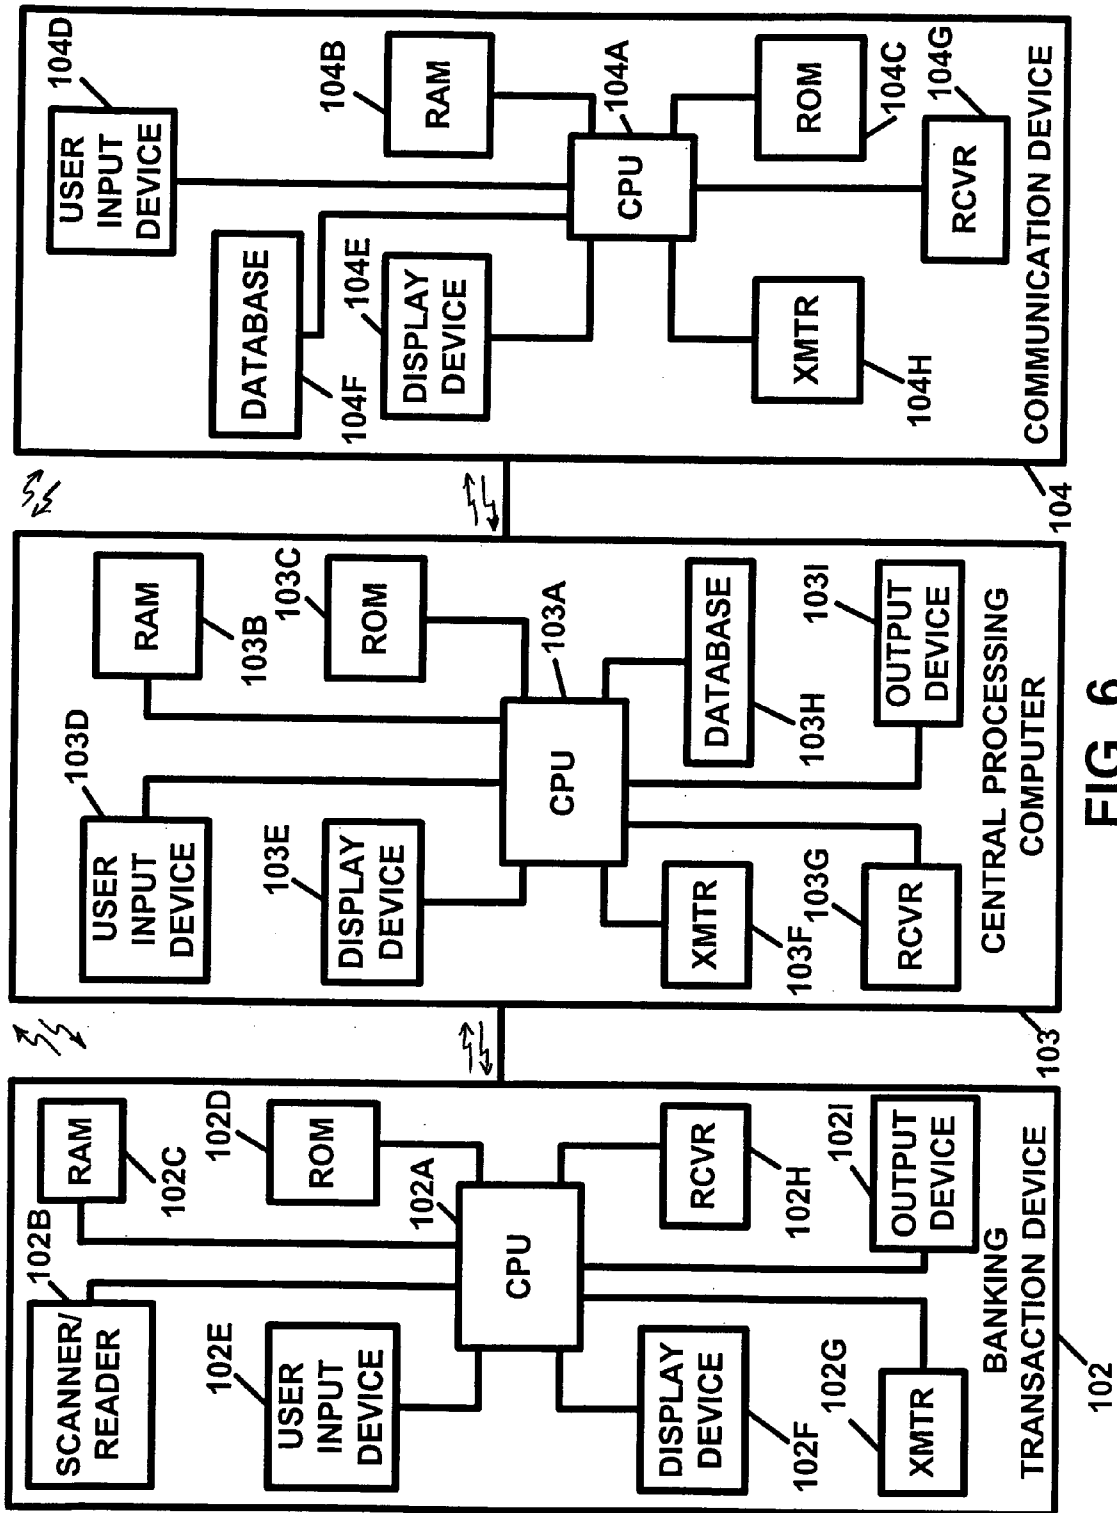 SCANNER/
READER
102B
RAM
102C
USER
INPUT
DEVICE
102E
102D
ROM
102A
CPU
DISPLAY
DEVICE
102F
RCVR
102H
XMTR
102G
OUTPUT
DEVICE
102I
BANKING
TRANSACTION DEVICE
102
USER
INPUT
DEVICE
103D
RAM
103B
103E
DISPLAY
DEVICE
103C
ROM
103A
CPU
XMTR
103F
DATABASE
103H
103G
RCVR
103I
OUTPUT
DEVICE
CENTRAL PROCESSING
COMPUTER
103
USER
INPUT
DEVICE
104D
DATABASE
104F
104E
DISPLAY
DEVICE
104B
RAM
104A
CPU
XMTR
104H
ROM
104C
RCVR
104G
COMMUNICATION DEVICE
104
FIG 6